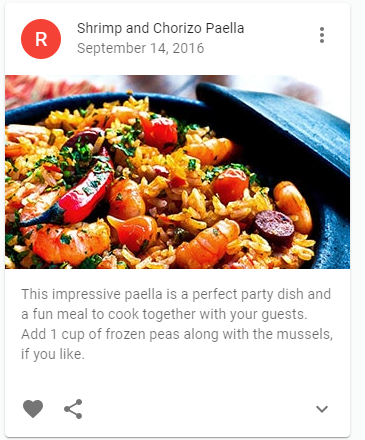 R
Shrimp and Chorizo Paella
September 14, 2016
This impressive paella is a perfect party dish and
a fun meal to cook together with your guests.
Add 1 cup of frozen peas along with the mussels,
if you like.